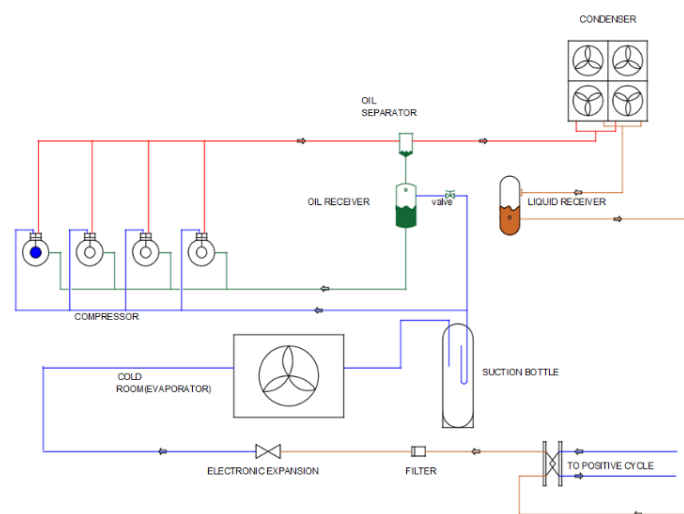 CONDENSER
OIL
SEPARATOR
OIL RECEIVER
valve
LIQUID RECEIVER
COMPRESSOR
COLD
ROOM(EVAPORATOR)
SUCTION BOTTLE
ELECTRONIC EXPANSION
FILTER
TO POSITIVE CYCLE